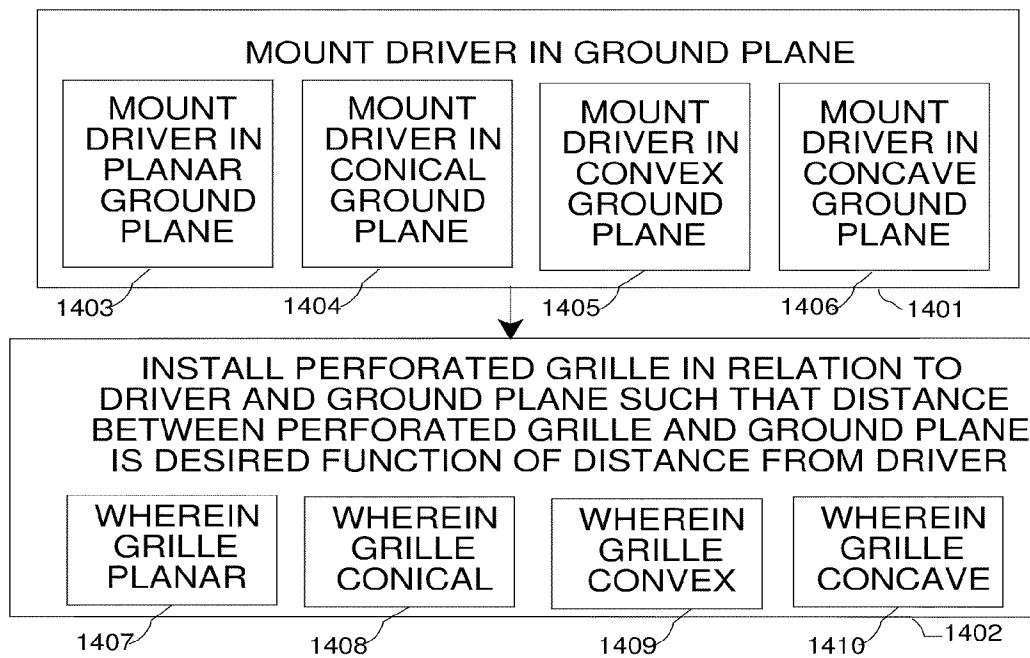 MOUNT DRIVER IN GROUND PLANE
MOUNT
DRIVER IN
PLANAR
GROUND
PLANE
MOUNT
DRIVER IN
CONICAL
GROUND
PLANE
MOUNT
DRIVER IN
CONVEX
GROUND
PLANE
MOUNT
DRIVER IN
CONCAVE
GROUND
PLANE
1403
1404
1405
1406
1401
INSTALL PERFORATED GRILLE IN RELATION TO
DRIVER AND GROUND PLANE SUCH THAT DISTANCE
BETWEEN PERFORATED GRILLE AND GROUND PLANE
IS DESIRED FUNCTION OF DISTANCE FROM DRIVER
WHEREIN
GRILLE
PLANAR
WHEREIN
GRILLE
CONICAL
WHEREIN
GRILLE
CONVEX
WHEREIN
GRILLE
CONCAVE
1407
1408
1409
1410
1402